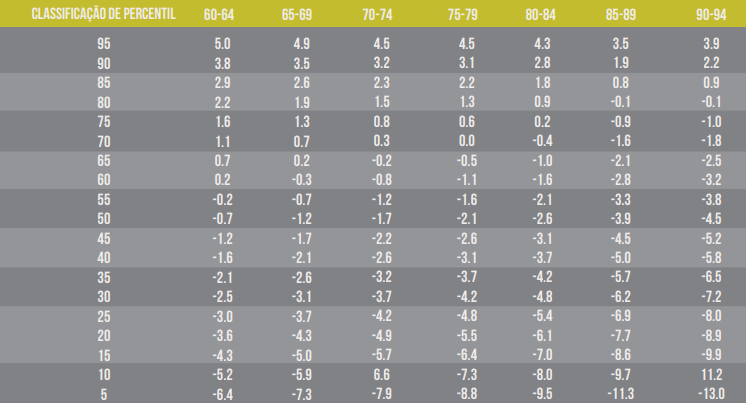 CLASSIFICAÇÃO DE PERCENTIL 60-64 65-69 70-74 75-79 80-84 85-89 90-94
95 5.0 4.9 4.5 4.5 4.3 3.5 3.9
90 3.8 3.5 3.2 3.1 2.8 1.9 2.2
85 2.9 2.6 2.3 2.2 1.8 0.8 0.9
80 2.2 1.9 1.5 1.3 0.9 -0.1 -0.1
75 1.6 1.3 0.8 0.6 0.2 -0.9 -1.0
70 1.1 0.7 0.3 0.0 -0.4 -1.6 -1.8
65 0.7 0.2 -0.2 -0.5 -1.0 -2.1 -2.5
60 0.2 -0.3 -0.8 -1.1 -1.6 -2.8 -3.2
55 -0.2 -0.7 -1.2 -1.6 -2.1 -3.3 -3.8
50 -0.7 -1.2 -1.7 -2.1 -2.6 -3.9 -4.5
45 -1.2 -1.7 -2.2 -2.6 -3.1 -4.5 -5.2
40 -1.6 -2.1 -2.6 -3.1 -3.7 -5.0 -5.8
35 -2.1 -2.6 -3.2 -3.7 -4.2 -5.7 -6.5
30 -2.5 -3.1 -3.7 -4.2 -4.8 -6.2 -7.2
25 -3.0 -3.7 -4.2 -4.8 -5.4 -6.9 -8.0
20 -3.6 -4.3 -4.9 -5.5 -6.1 -7.7 -8.9
15 -4.3 -5.0 -5.7 -6.4 -7.0 -8.6 -9.9
10 -5.2 -5.9 6.6 -7.3 -8.0 -9.7 11.2
5 -6.4 -7.3 -7.9 -8.8 -9.5 -11.3 -13.0